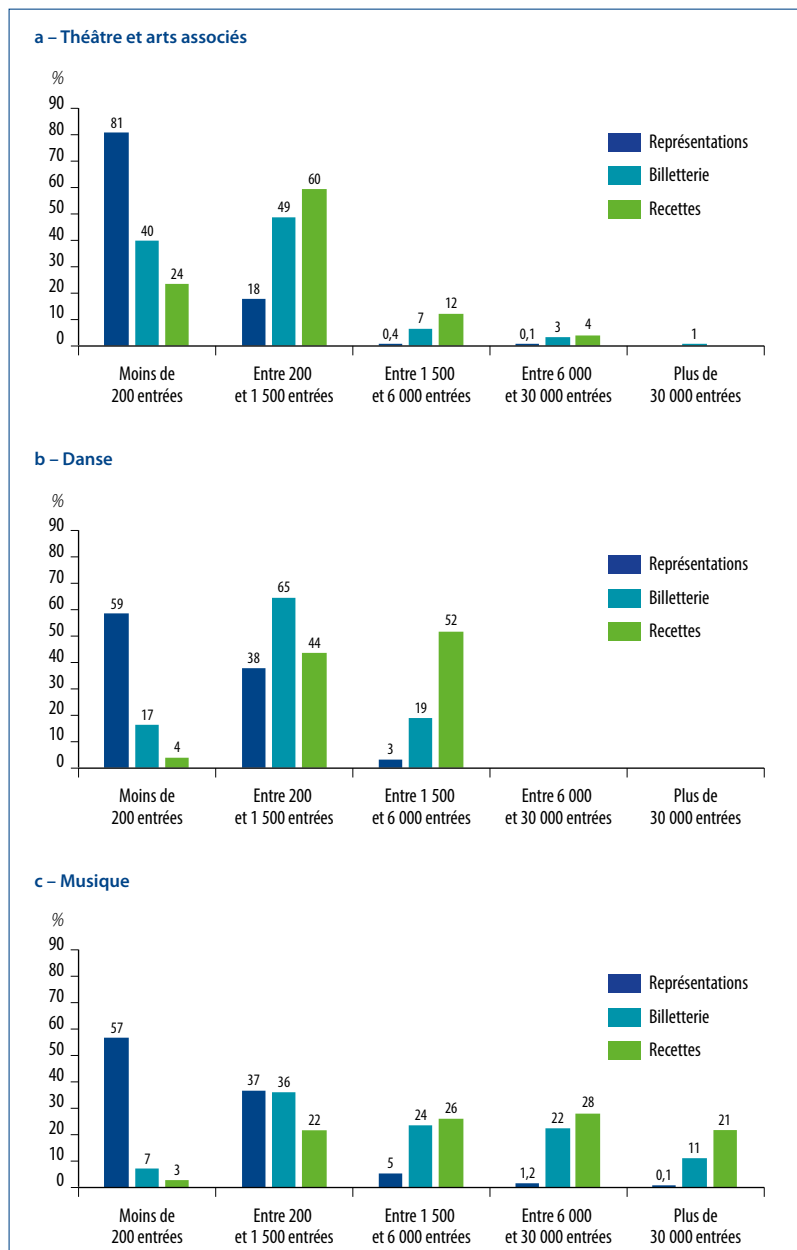 a – Théâtre et arts associés
%
90
80
70
60
50
40
30
20
10
0
81
40
24
18
49
60
0,4
7
12
0,1
3
4
1
Représentations
Billetterie
Recettes
Moins de
200 entrées
Entre 200
et 1 500 entrées
Entre 1 500
et 6 000 entrées
Entre 6 000
et 30 000 entrées
Plus de
30 000 entrées
b – Danse
%
90
80
70
60
50
40
30
20
10
0
59
17
4
38
65
44
3
19
52
Représentations
Billetterie
Recettes
Moins de
200 entrées
Entre 200
et 1 500 entrées
Entre 1 500
et 6 000 entrées
Entre 6 000
et 30 000 entrées
Plus de
30 000 entrées
c – Musique
%
90
80
70
60
50
40
30
20
10
0
57
7
3
37
36
22
5
24
26
1,2
22
28
0,1
11
21
Représentations
Billetterie
Recettes
Moins de
200 entrées
Entre 200
et 1 500 entrées
Entre 1 500
et 6 000 entrées
Entre 6 000
et 30 000 entrées
Plus de
30 000 entrées